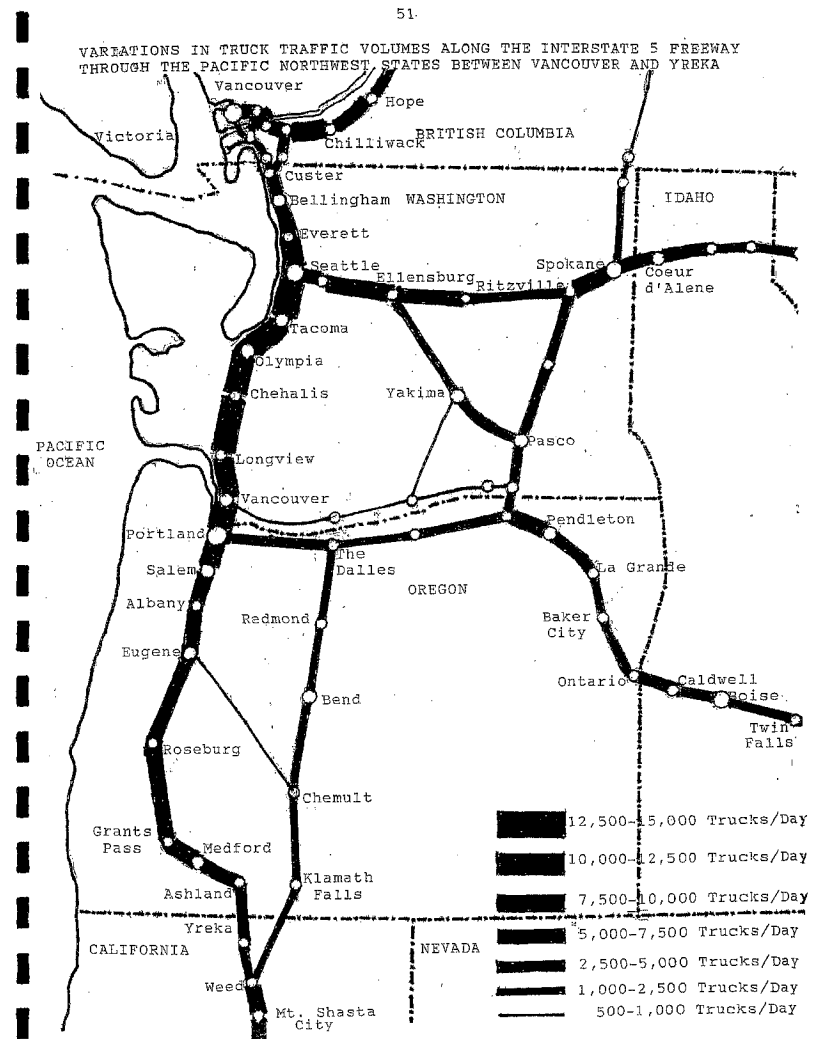 51
VARIATIONS IN TRUCK TRAFFIC VOLUMES ALONG THE INTERSTATE 5 FREEWAY
THROUGH THE PACIFIC NORTHWEST STATES BETWEEN VANCOUVER AND YREKA
Vancouver
Hope
Victoria
BRITISH COLUMBIA
Chilliwack
Custer
Bellingham
WASHINGTON
IDAHO
Everett
Seattle
Ellensburg
Ritzville
Spokane
Coeur
d'Alene
Tacoma
Olympia
Chehalis
Yakima
PACIFIC
OCEAN
Longview
Pasco
Vancouver
Portland
Pendleton
The
Dalles
Salem
La Grande
OREGON
Albany
Redmond
Baker
City
Eugene
Ontario
Caldwell
Boise
Bend
Twin
Falls
Roseburg
Chemult
12,500-15,000 Trucks/Day
Grants
Pass
Medford
10,000-12,500 Trucks/Day
Ashland
Klamath
Falls
7,500-10,000 Trucks/Day
Yreka
5,000-7,500 Trucks/Day
CALIFORNIA
NEVADA
2,500-5,000 Trucks/Day
Weed
1,000-2,500 Trucks/Day
500-1,000 Trucks/Day
Mt. Shasta
City